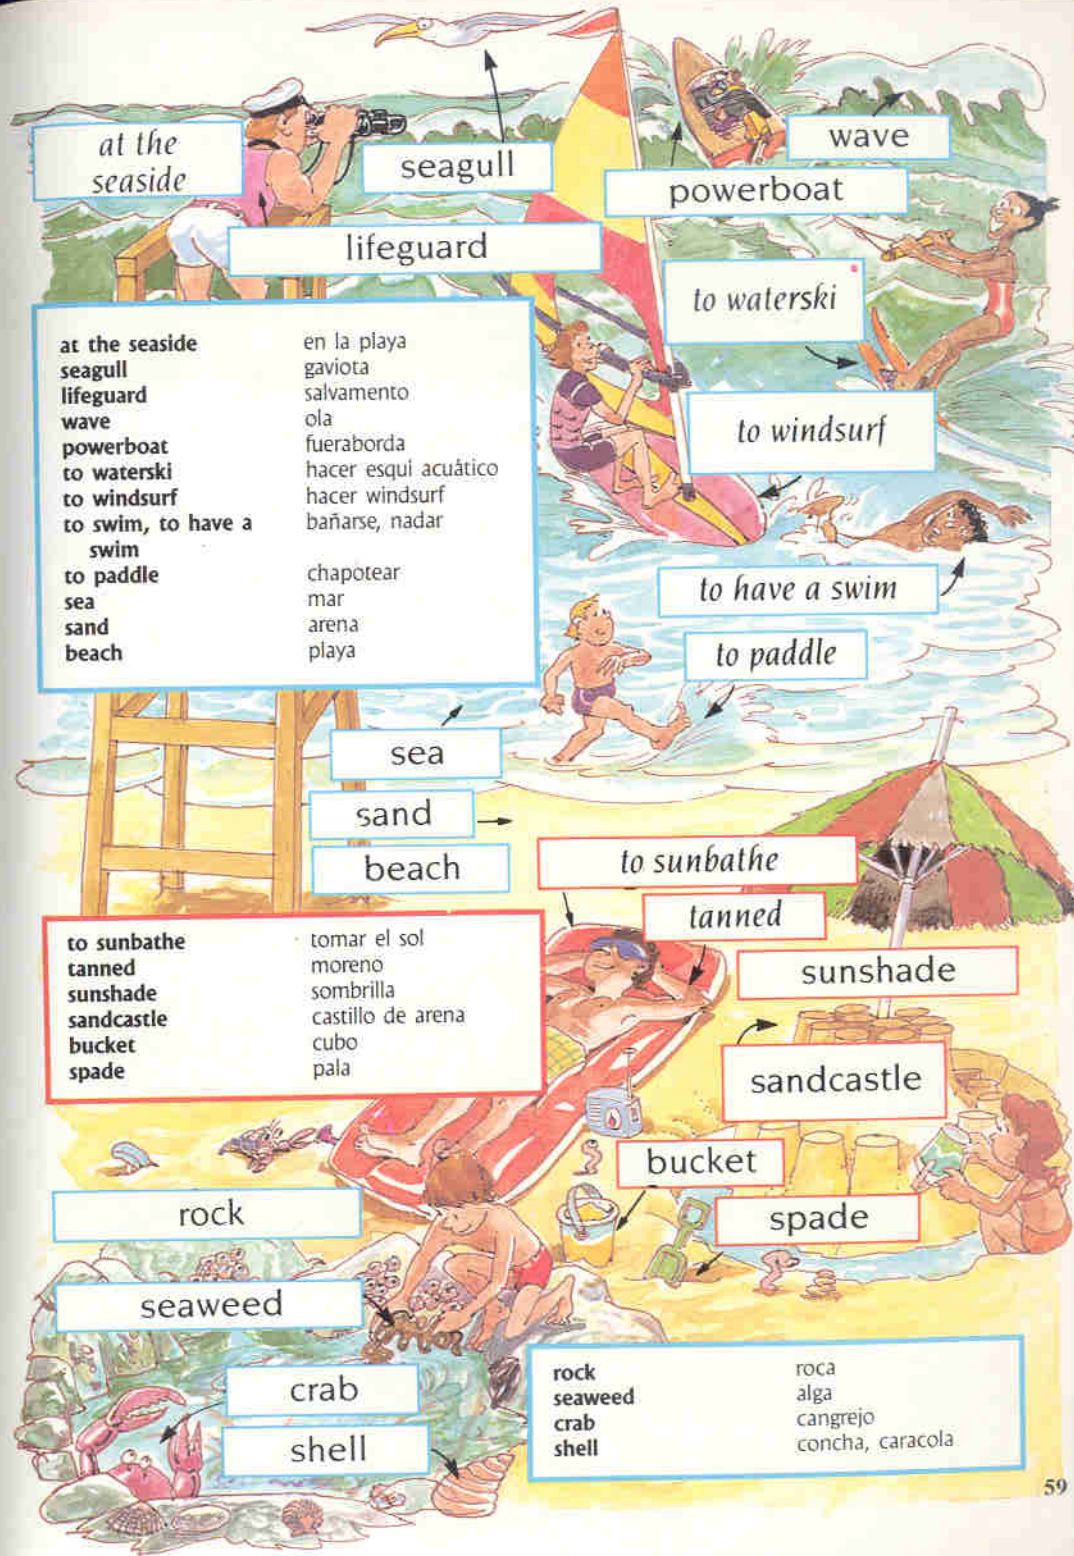 at the
seaside
seagull
wave
powerboat
lifeguard
to waterski
to windsurf
at the seaside en la playa
seagull gaviota
lifeguard salvamento
wave ola
powerboat fueraborda
to waterski hacer esquí acuático
to windsurf hacer windsurf
to swim, to have a bañarse, nadar
swim
to paddle chapotear
sea mar
sand arena
beach playa
to have a swim
to paddle
sea
sand
beach
to sunbathe
tanned
sunshade
sandcastle
to sunbathe tomar el sol
tanned moreno
sunshade sombrilla
sandcastle castillo de arena
bucket cubo
spade pala
bucket
spade
rock
seaweed
crab
shell
rock roca
seaweed alga
crab cangrejo
shell concha, caracola
59